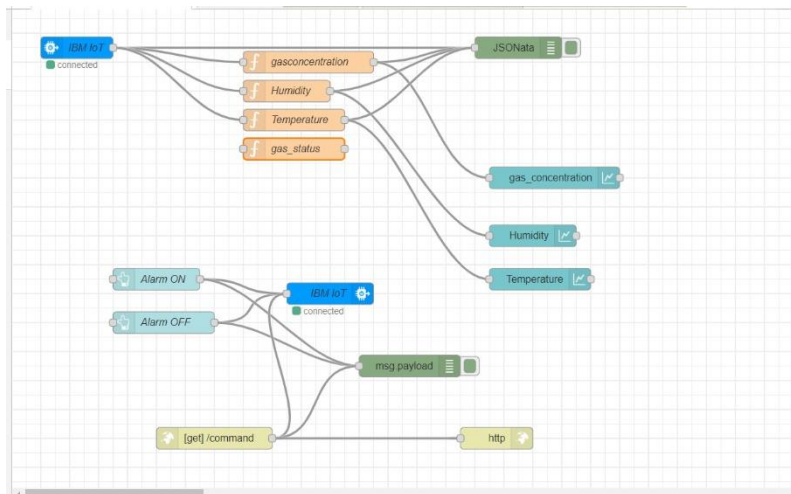 IBM IoT
connected
JSONata
gasconcentration
Humidity
Temperature
gas_status
gas_concentration
Humidity
Temperature
Alarm ON
IBM IoT
connected
Alarm OFF
msg.payload
[get] /command
http